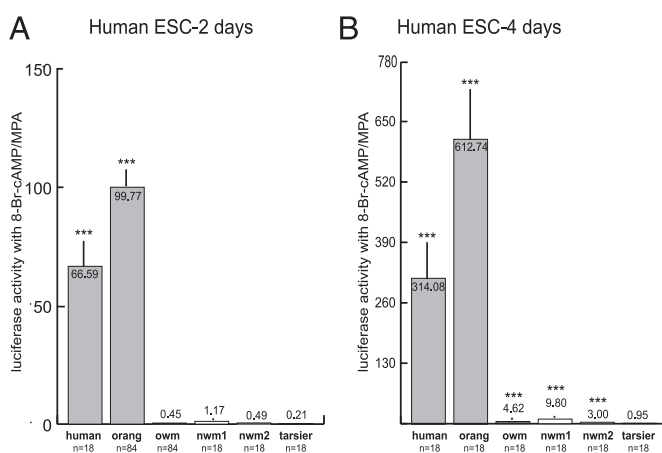 A
Human ESC-2 days
luciferase activity with 8-Br-cAMP/MPA
150
100
50
0
***
66.59
***
99.77
0.45
1.17
0.49
0.21
human
orang
owm
nwm1
nwm2
tarsier
n=18
n=84
n=84
n=18
n=18
n=18
B
Human ESC-4 days
luciferase activity with 8-Br-cAMP/MPA
780
650
520
390
260
130
***
314.08
***
612.74
***
4.62
***
9.80
***
3.00
0.95
human
orang
owm
nwm1
nwm2
tarsier
n=18
n=18
n=18
n=18
n=18
n=18